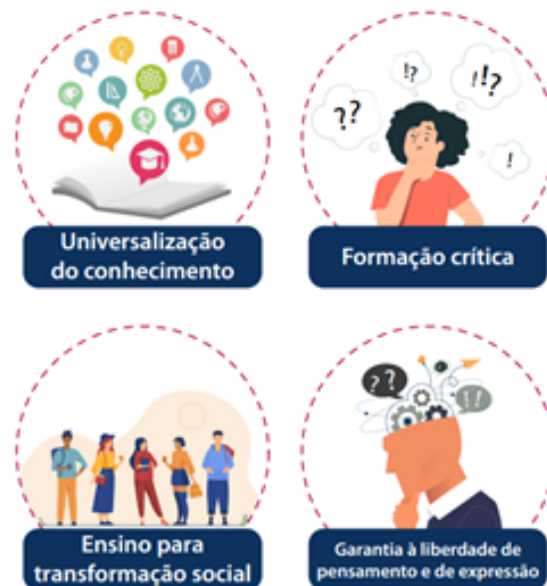 Universalização
do conhecimento
??
!?
!!?
!
Formação crítica
Ensino para
transformação social
??
!!
Garantia à liberdade de
pensamento e de expressão